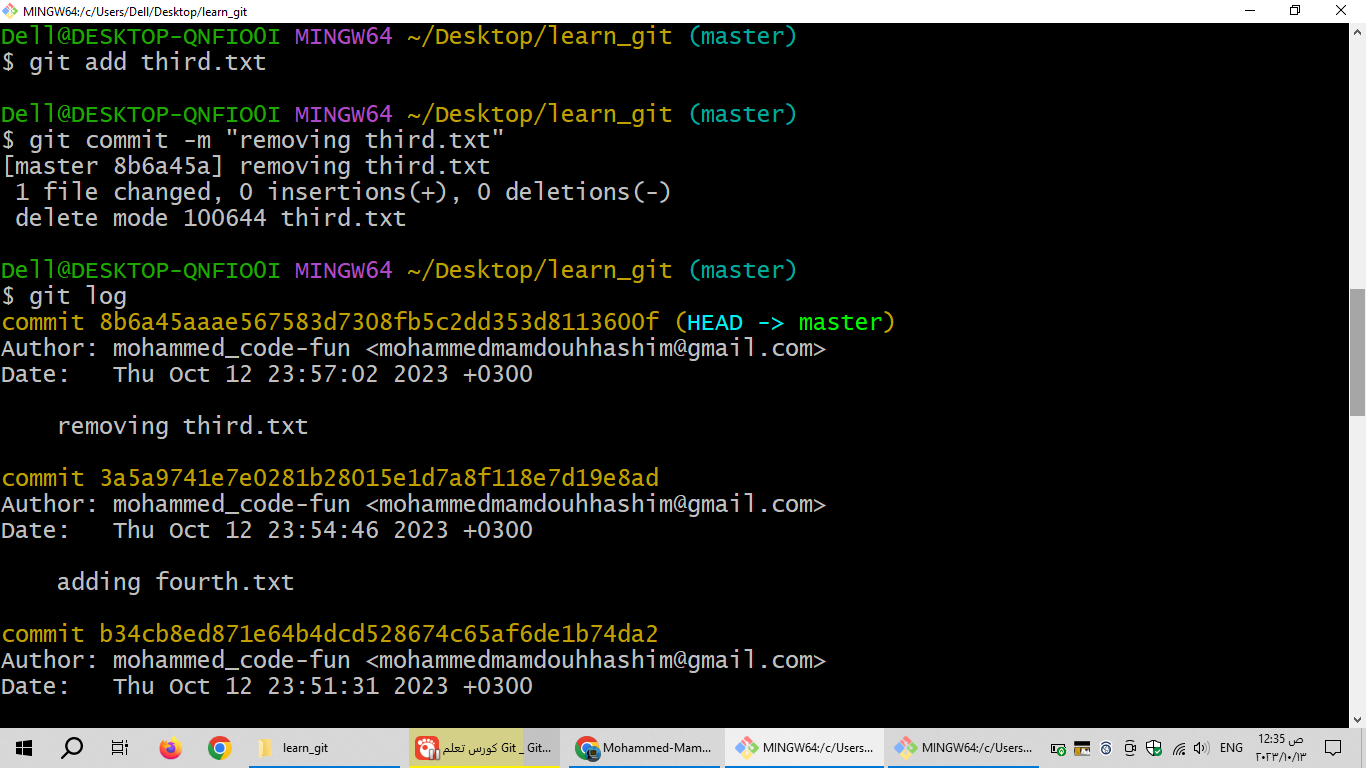 MINGW64:/c/Users/Dell/Desktop/learn_git
Dell@DESKTOP-QNFIO0I MINGW64 ~/Desktop/learn_git (master)
$ git add third.txt
Dell@DESKTOP-QNFIO0I MINGW64 ~/Desktop/learn_git (master)
$ git commit -m "removing third.txt"
[master 8b6a45a] removing third.txt
 1 file changed, 0 insertions(+), 0 deletions(-)
 delete mode 100644 third.txt
Dell@DESKTOP-QNFIO0I MINGW64 ~/Desktop/learn_git (master)
$ git log
commit 8b6a45aaae567583d7308fb5c2dd353d8113600f (HEAD -> master)
Author: mohammed_code-fun <mohammedmamdouhhashim@gmail.com>
Date:   Thu Oct 12 23:57:02 2023 +0300
    removing third.txt
commit 3a5a9741e7e0281b28015e1d7a8f118e7d19e8ad
Author: mohammed_code-fun <mohammedmamdouhhashim@gmail.com>
Date:   Thu Oct 12 23:54:46 2023 +0300
    adding fourth.txt
commit b34cb8ed871e64b4dcd528674c65af6de1b74da2
Author: mohammed_code-fun <mohammedmamdouhhashim@gmail.com>
Date:   Thu Oct 12 23:51:31 2023 +0300
learn_git
كورس تعلم Git _ Git...
Mohammed-Mam...
MINGW64:/c/Users...
MINGW64:/c/Users...
ENG
12:35 ص
٢٠٢٣/١٠/١٣